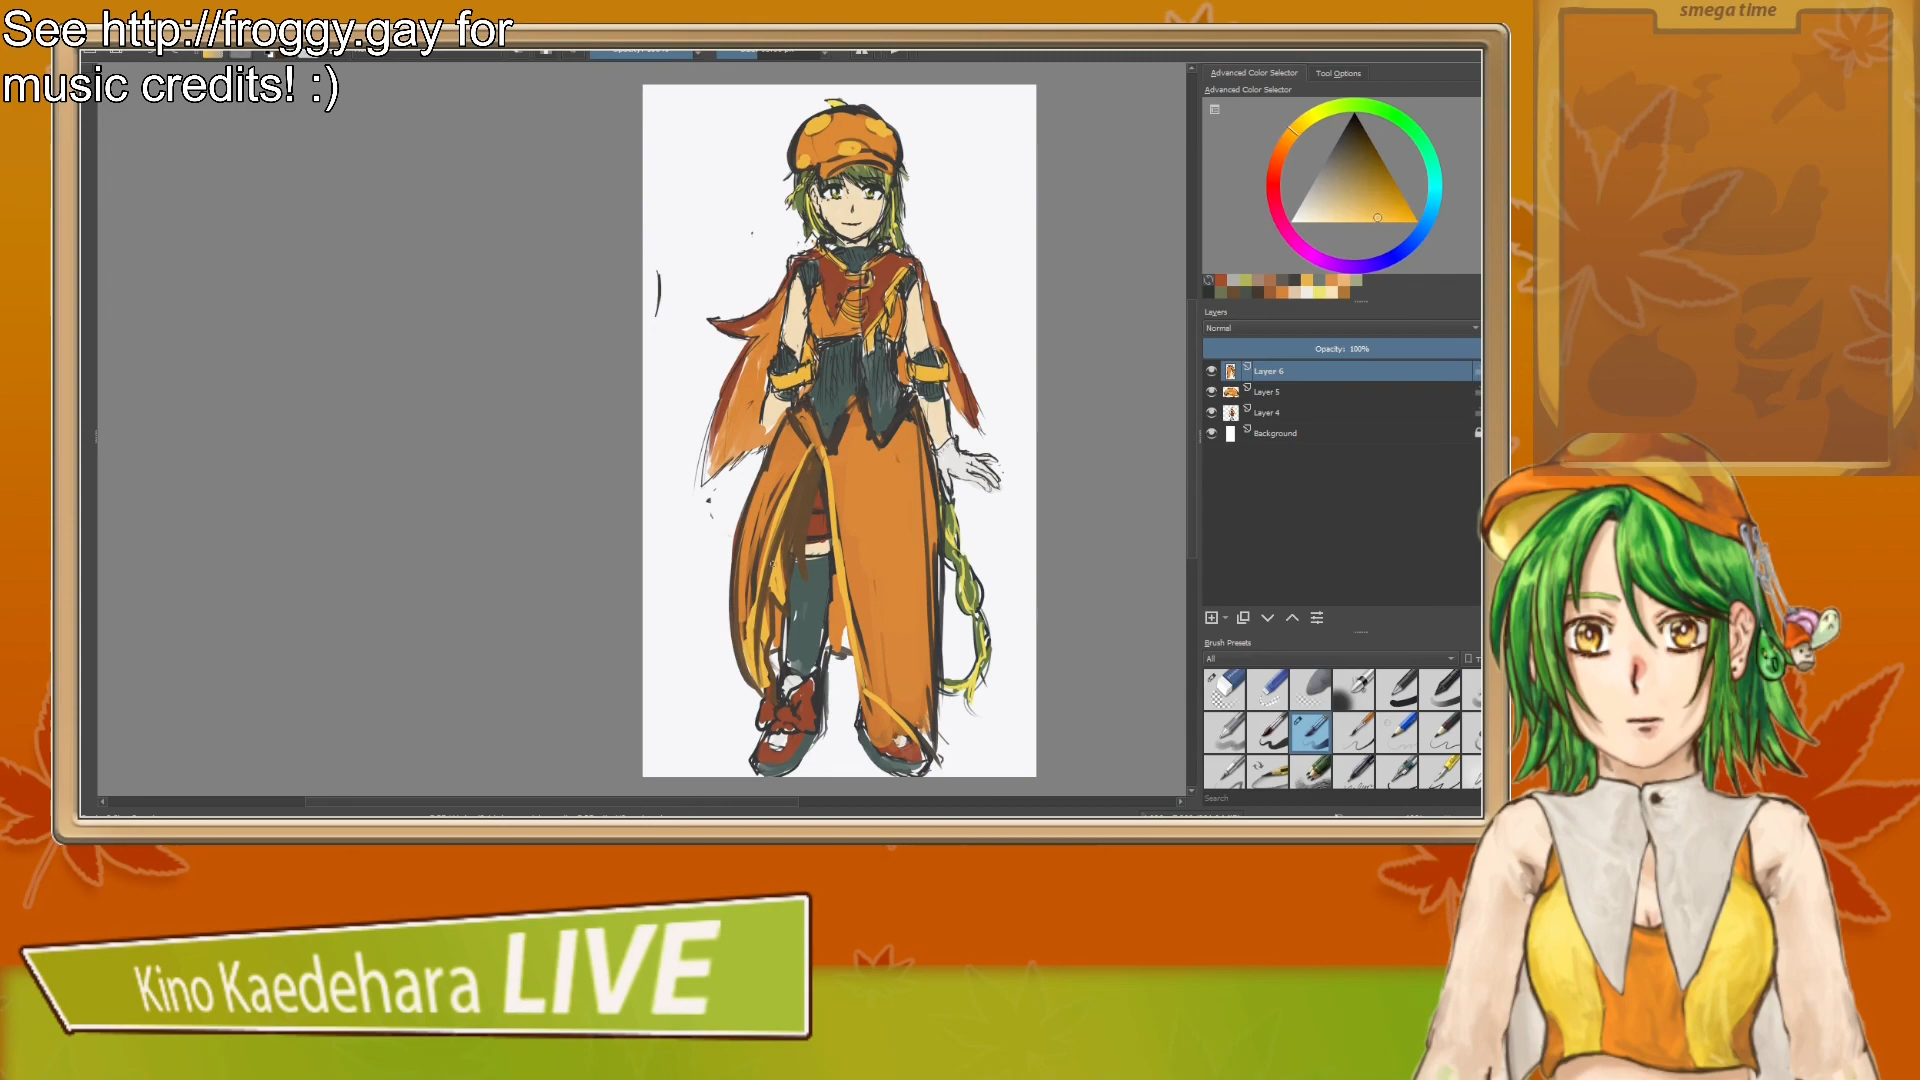 See http://froggy.gay for
music credits! :)
smega time
Advanced Color Selector
Tool Options
Advanced Color Selector
Layers
Normal
Opacity: 100%
Layer 6
Layer 5
Layer 4
Background
Brush Presets
All
Search
Kino Kaedehara LIVE